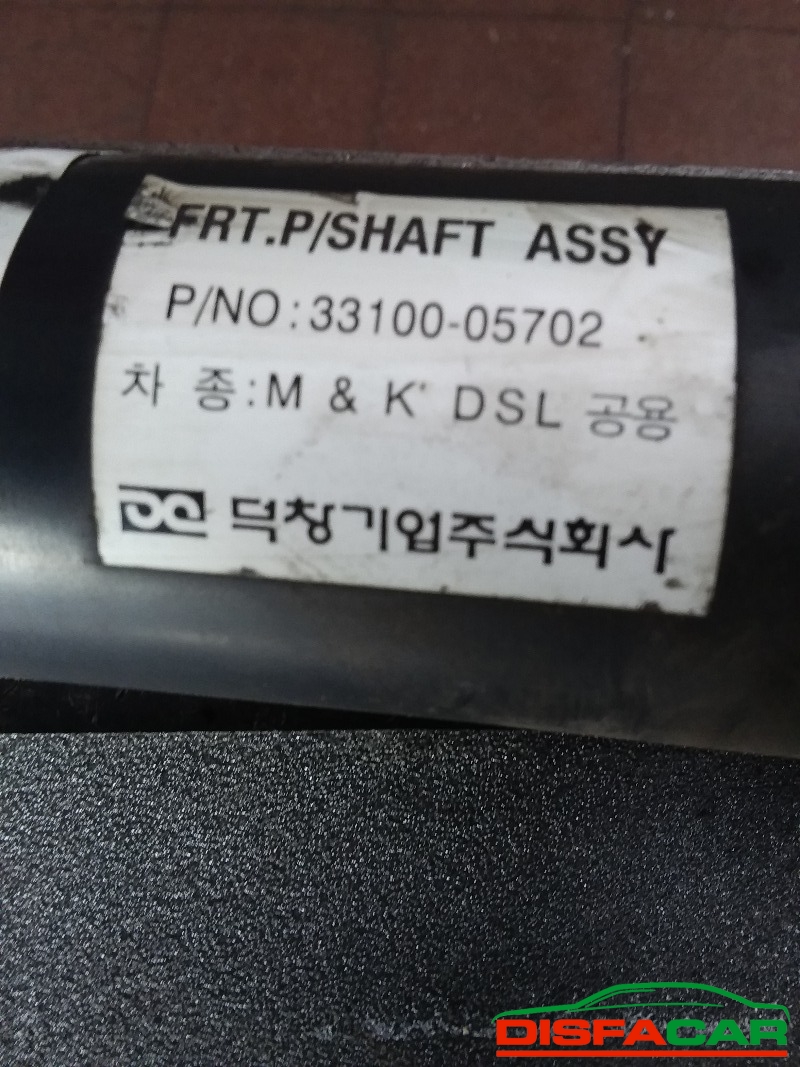 FRT.P/SHAFT ASSY
P/NO:33100-05702
차 종:M & K' DSL 공용
덕창기업주식회사
DISFACAR